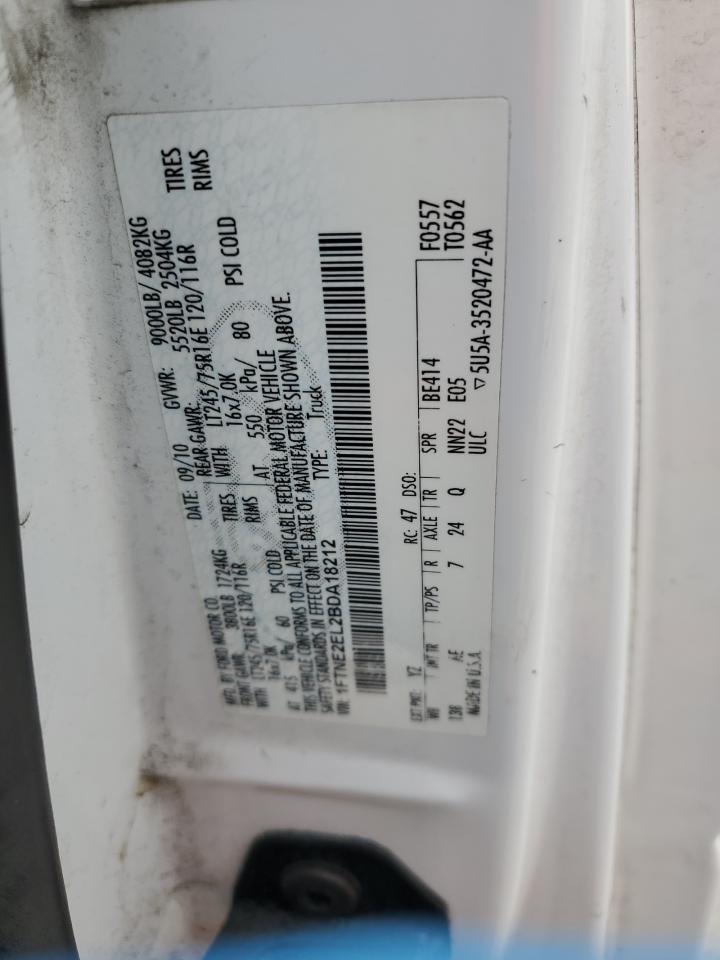 MFD. BY FORD MOTOR CO. DATE: 09/10 GVWR: 9000LB/ 4082KG
FRONT GAWR: 3800LB 1724KG REAR GAWR: 5520LB 2504KG
WITH LT245/75R16E 120/116R TIRES WITH LT245/75R16E 120/116R TIRES
16x7.0K RIMS 16x7.0K RIMS
AT 415 kPa/ 60 PSI COLD AT 550 kPa/ 80 PSI COLD
THIS VEHICLE CONFORMS TO ALL APPLICABLE FEDERAL MOTOR VEHICLE
SAFETY STANDARDS IN EFFECT ON THE DATE OF MANUFACTURE SHOWN ABOVE.
VIN: 1FTNE2EL2BDA18212 TYPE: Truck
F0557
T0562
EXT PNT: YZ RC: 47 DSO:
WB INT TR TP/PS R AXLE TR SPR BE414
138 AE 7 24 Q NN22 E05
MADE IN U.S.A. ULC ▽5U5A-3520472-AA